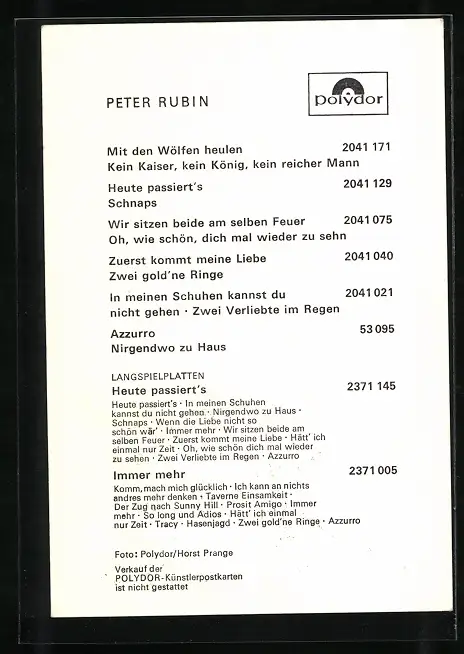 PETER RUBIN
polydor
Mit den Wölfen heulen 2041 171
Kein Kaiser, kein König, kein reicher Mann
Heute passiert's 2041 129
Schnaps
Wir sitzen beide am selben Feuer 2041 075
Oh, wie schön, dich mal wieder zu sehn
Zuerst kommt meine Liebe 2041 040
Zwei gold'ne Ringe
In meinen Schuhen kannst du 2041 021
nicht gehen · Zwei Verliebte im Regen
Azzurro 53 095
Nirgendwo zu Haus
LANGSPIELPLATTEN
Heute passiert's 2371 145
Heute passiert's · In meinen Schuhen
kannst du nicht gehen · Nirgendwo zu Haus ·
Schnaps · Wenn die Liebe nicht so
schön wär' · Immer mehr · Wir sitzen beide am
selben Feuer · Zuerst kommt meine Liebe · Hätt' ich
einmal nur Zeit · Oh, wie schön dich mal wieder
zu sehen · Zwei Verliebte im Regen · Azzurro
Immer mehr 2371 005
Komm, mach mich glücklich · Ich kann an nichts
andres mehr denken · Taverne Einsamkeit ·
Der Zug nach Sunny Hill · Prosit Amigo · Immer
mehr · So long und Adios · Hätt' ich einmal
nur Zeit · Tracy · Hasenjagd · Zwei gold'ne Ringe · Azzurro
Foto: Polydor/Horst Prange
Verkauf der
POLYDOR-Künstlerpostkarten
ist nicht gestattet